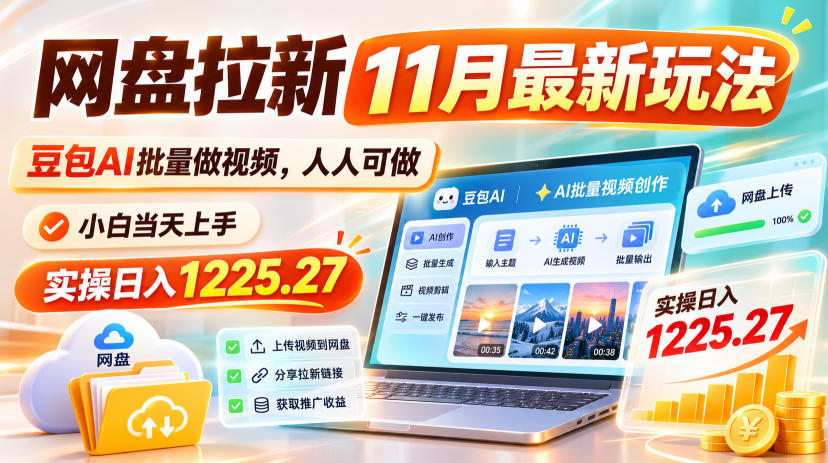 网盘拉新 11月最新玩法
豆包AI批量做视频，人人可做
小白当天上手
实操日入1225.27
网盘
上传视频到网盘
分享拉新链接
获取推广收益
豆包AI AI批量视频创作
AI创作
批量生成
视频剪辑
一键发布
输入主题 AI生成视频 批量输出
AI
00:35 00:42 00:38
网盘上传
100%
实操日入
1225.27
¥